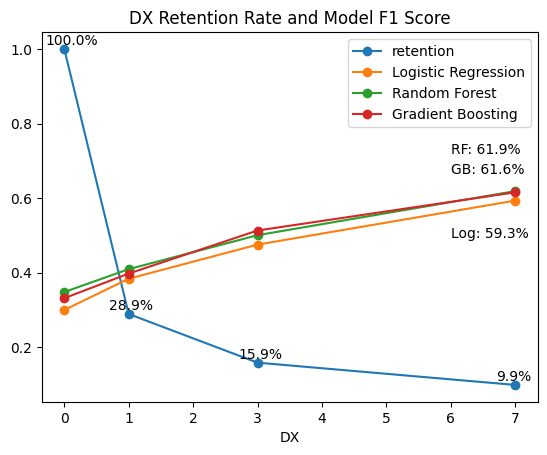 DX Retention Rate and Model F1 Score
100.0%
retention
Logistic Regression
Random Forest
Gradient Boosting
RF: 61.9%
GB: 61.6%
Log: 59.3%
28.9%
15.9%
9.9%
1.0
0.8
0.6
0.4
0.2
0 1 2 3 4 5 6 7
DX